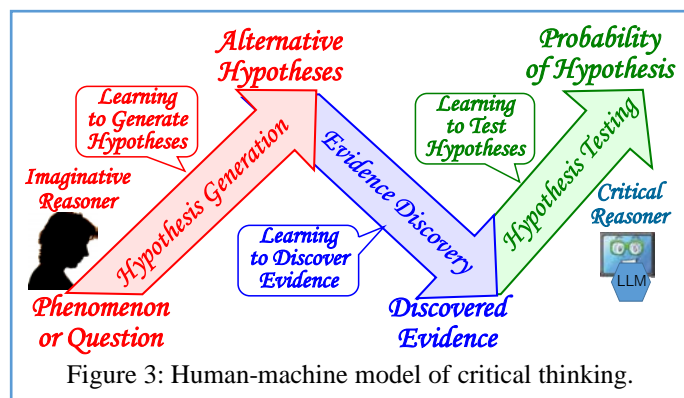 Alternative
Hypotheses
Probability
of Hypothesis
Learning
to Generate
Hypotheses
Learning
to Test
Hypotheses
Imaginative
Reasoner
Hypothesis Generation
Evidence Discovery
Hypothesis Testing
Critical
Reasoner
LLM
Learning
to Discover
Evidence
Phenomenon
or Question
Discovered
Evidence
Figure 3: Human-machine model of critical thinking.